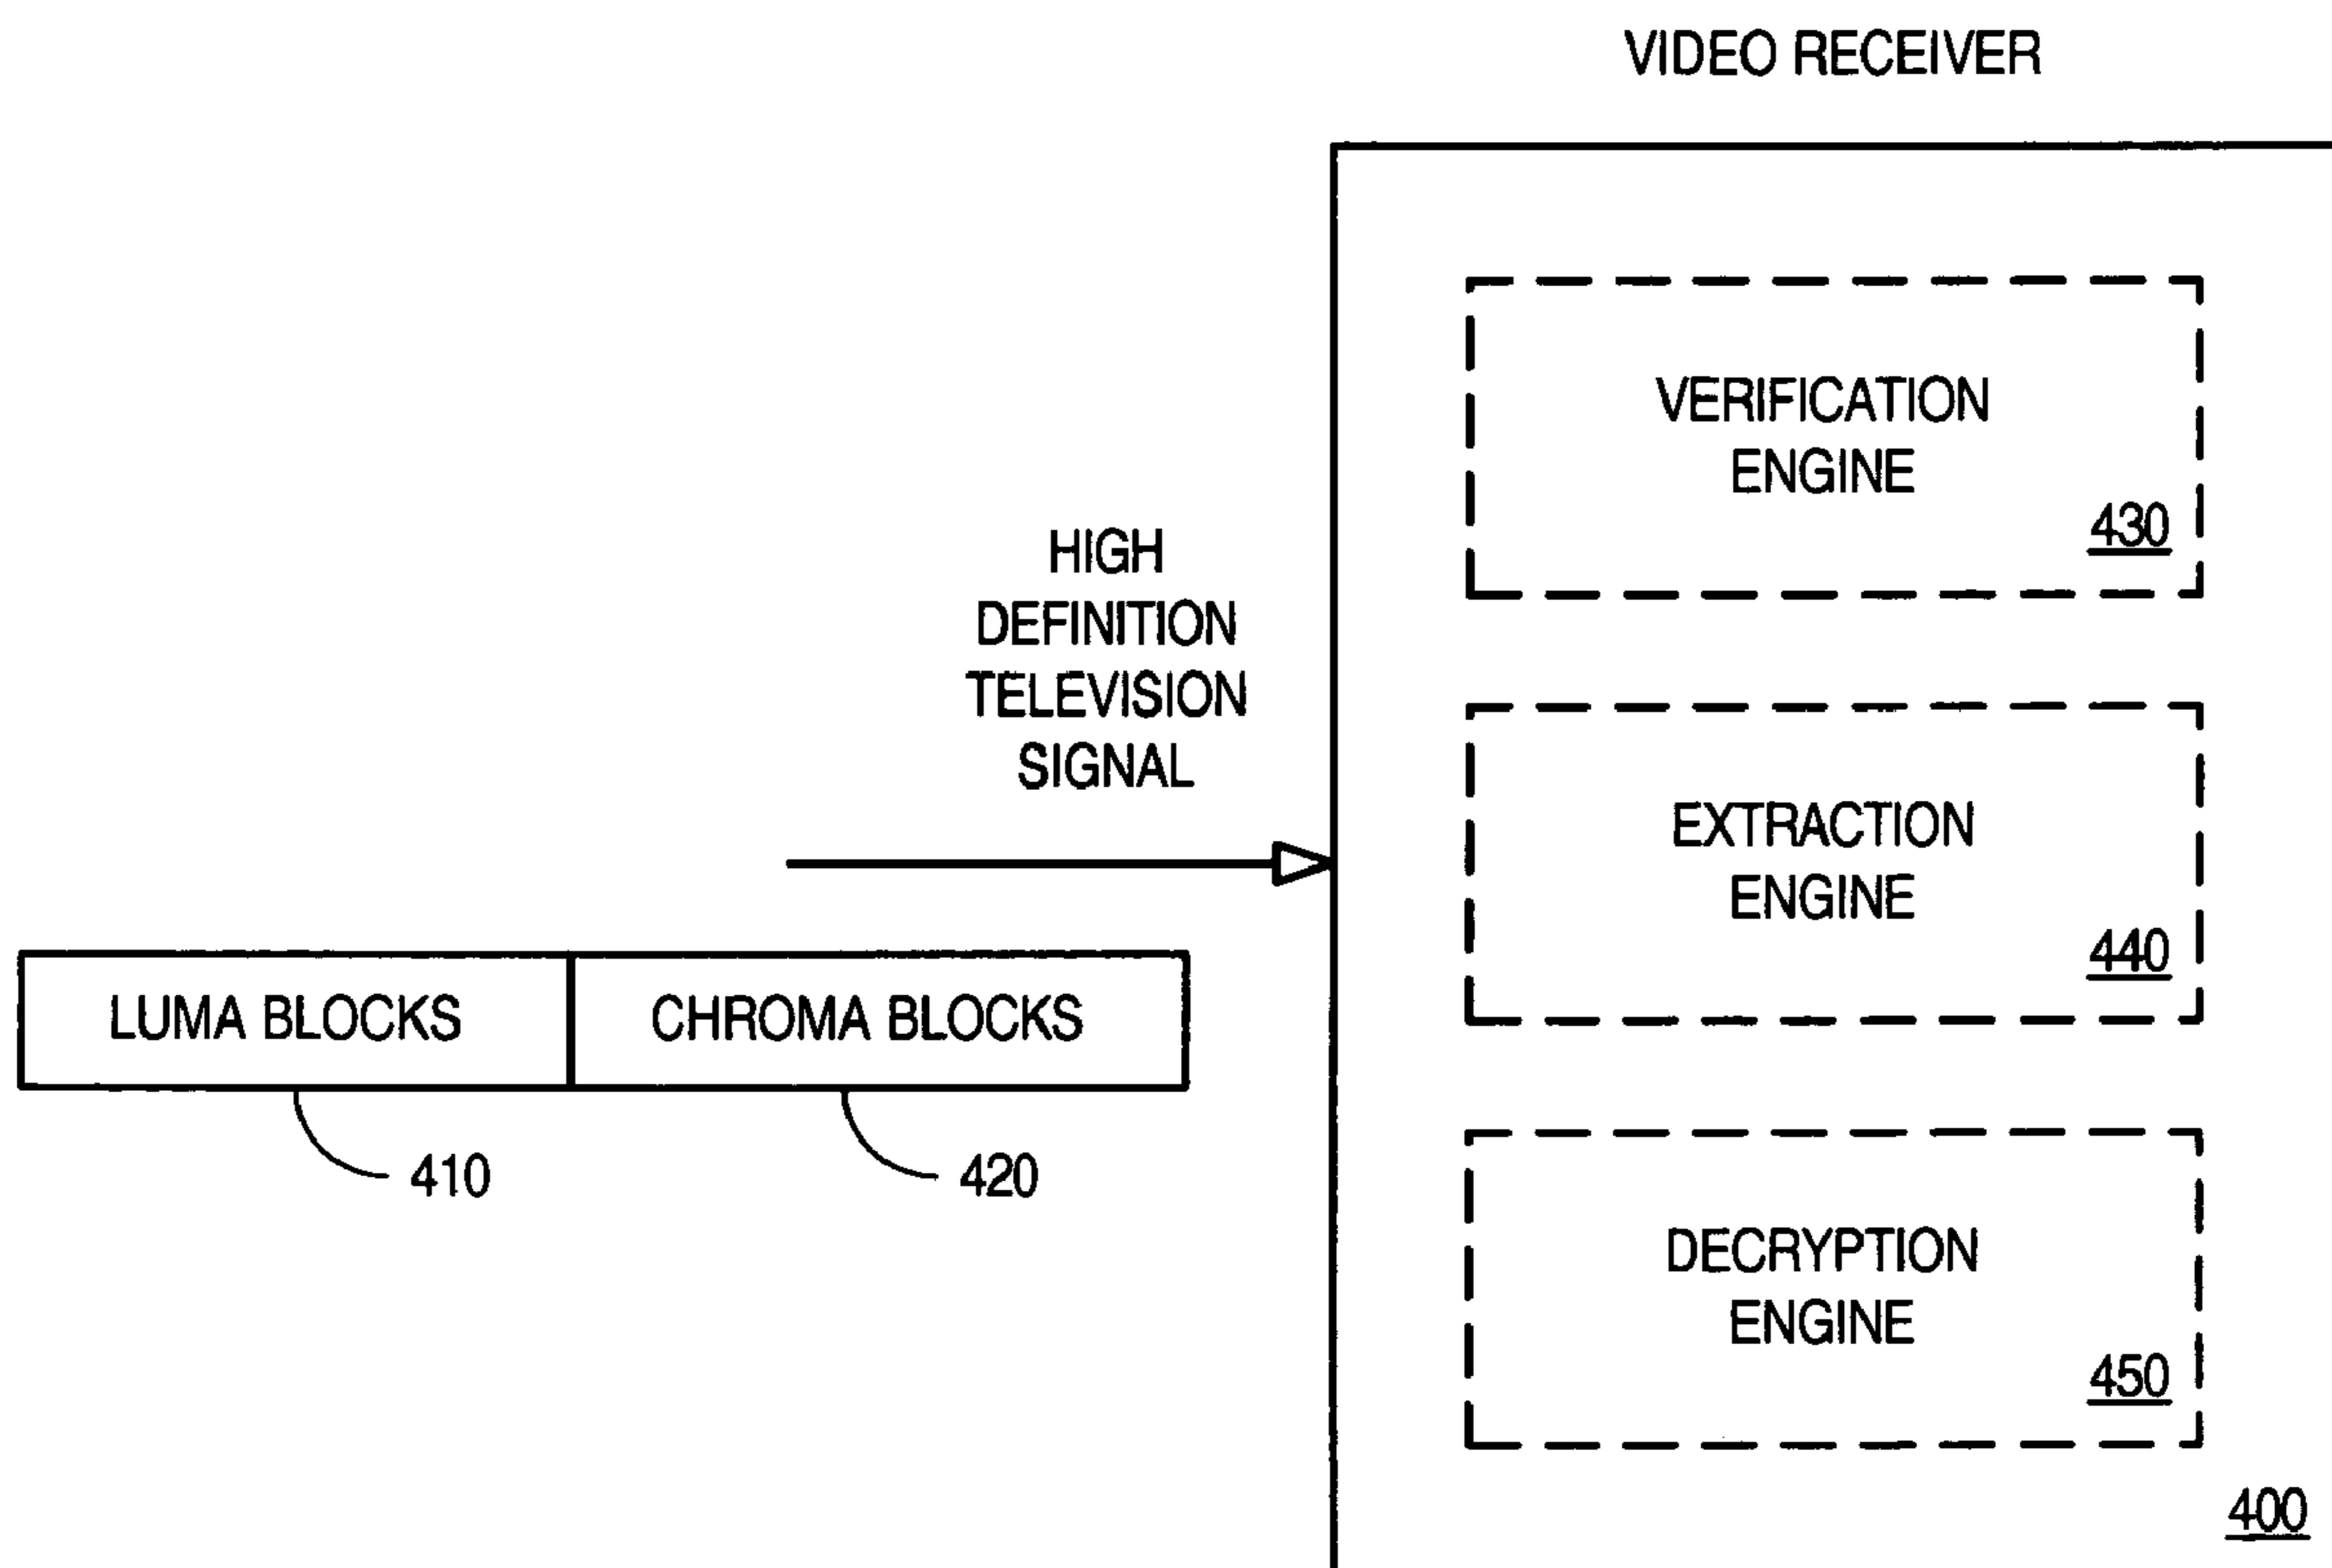 VIDEO RECEIVER
VERIFICATION
ENGINE
430
HIGH
DEFINITION
TELEVISION
SIGNAL
EXTRACTION
ENGINE
440
LUMA BLOCKS
CHROMA BLOCKS
410
420
DECRYPTION
ENGINE
450
400